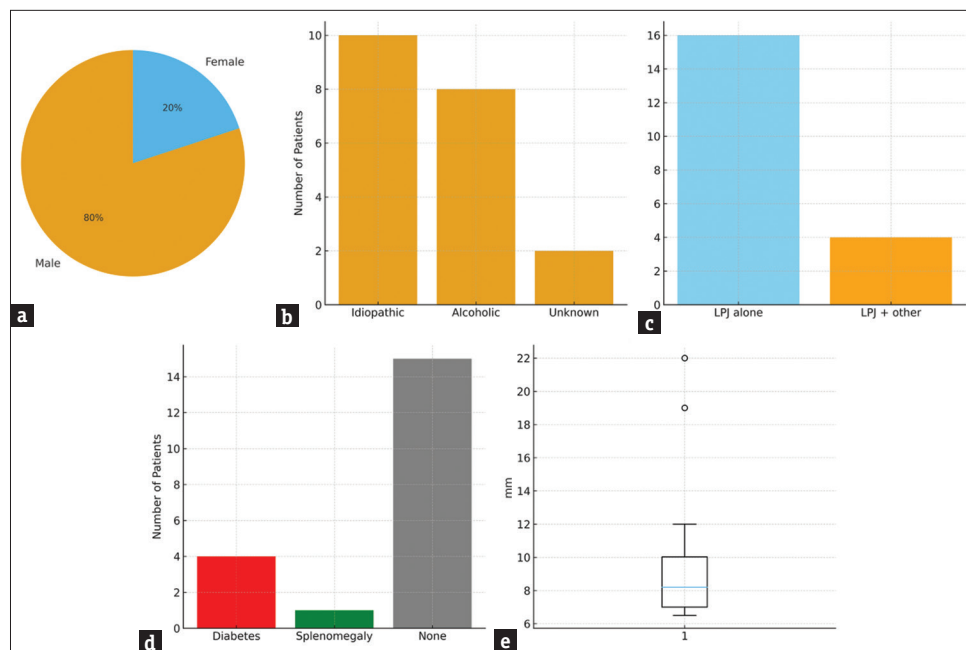 Female
20%
80%
Male
a
Number of Patients
10
8
6
4
2
0
Idiopathic Alcoholic Unknown
b
16
14
12
10
8
6
4
2
0
LPJ alone LPJ + other
c
Number of Patients
14
12
10
8
6
4
2
0
Diabetes Splenomegaly None
d
mm
22
20
18
16
14
12
10
8
6
1
e